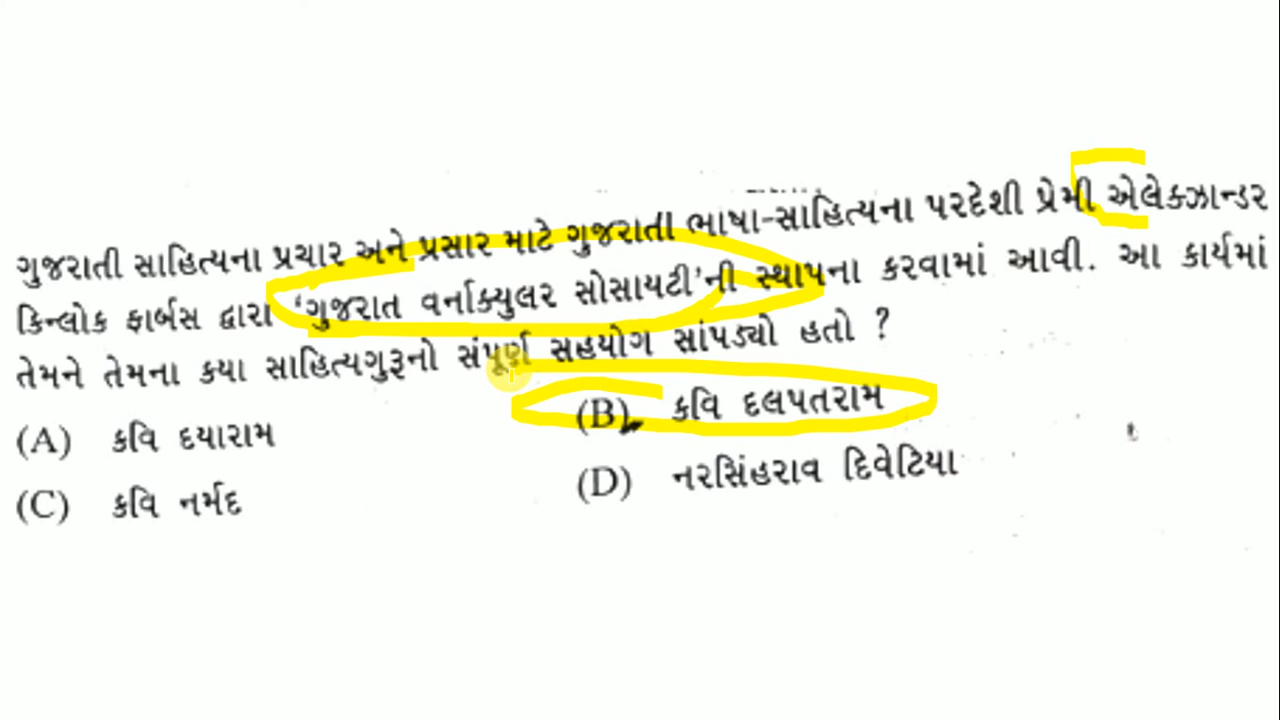 ગુજરાતી સાહિત્યના પ્રચાર અને પ્રસાર માટે ગુજરાતી ભાષા-સાહિત્યના પરદેશી પ્રેમી એલેક્ઝાન્ડર
કિન્લોક ફાર્બસ દ્વારા ‘ગુજરાત વર્નાક્યુલર સોસાયટી’ની સ્થાપના કરવામાં આવી. આ કાર્યમાં
તેમને તેમના કયા સાહિત્યગુરૂનો સંપૂર્ણ સહયોગ સાંપડ્યો હતો ?
(A) કવિ દયારામ (B) કવિ દલપતરામ
(C) કવિ નર્મદ (D) નરસિંહરાવ દિવેટિયા